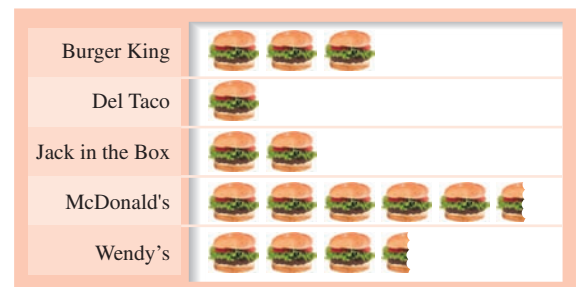 Burger King
Del Taco
Jack in the Box
McDonald's
Wendy’s